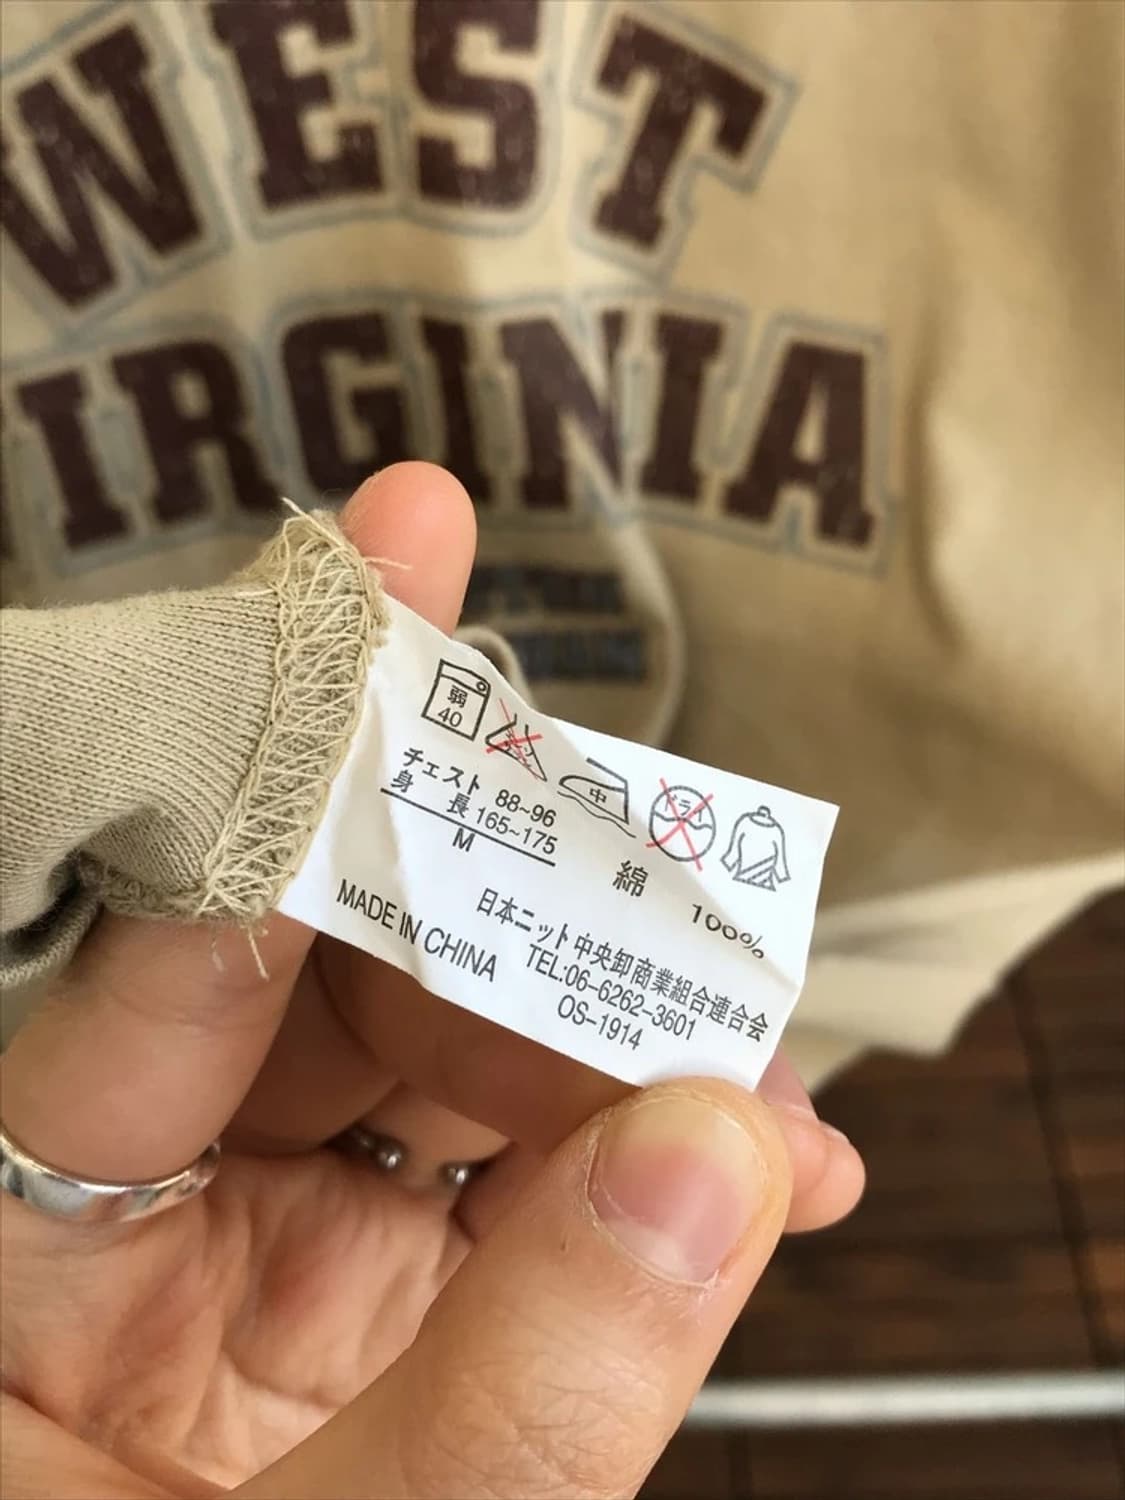 WEST
VIRGINIA
弱
40
中
ドライ
チェスト 88~96
身 長 165~175
M
綿 100%
日本ニット中央卸商業組合連合会
TEL:06-6262-3601
OS-1914
MADE IN CHINA